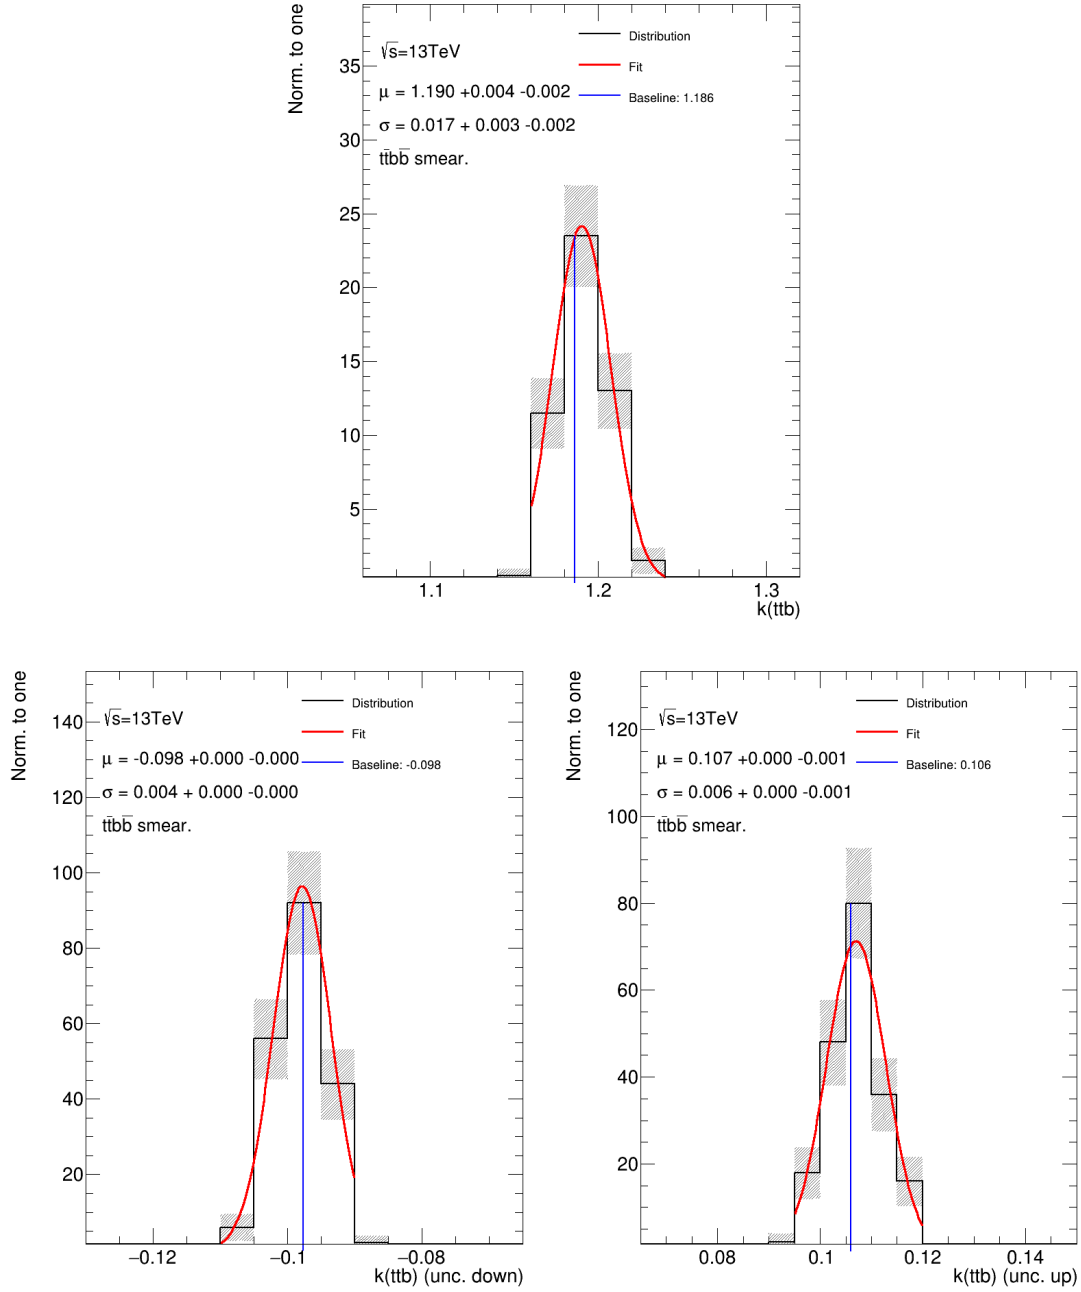 Norm. to one
√s=13TeV
μ = 1.190 +0.004 -0.002
σ = 0.017 + 0.003 -0.002
tt̄bb̄ smear.
Distribution
Fit
Baseline: 1.186
35
30
25
20
15
10
5
1.1 1.2 1.3
k(ttb)
Norm. to one
√s=13TeV
μ = -0.098 +0.000 -0.000
σ = 0.004 + 0.000 -0.000
tt̄bb̄ smear.
Distribution
Fit
Baseline: -0.098
140
120
100
80
60
40
20
−0.12 −0.1 −0.08
k(ttb) (unc. down)
Norm. to one
√s=13TeV
μ = 0.107 +0.000 -0.001
σ = 0.006 + 0.000 -0.001
tt̄bb̄ smear.
Distribution
Fit
Baseline: 0.106
120
100
80
60
40
20
0.08 0.1 0.12 0.14
k(ttb) (unc. up)